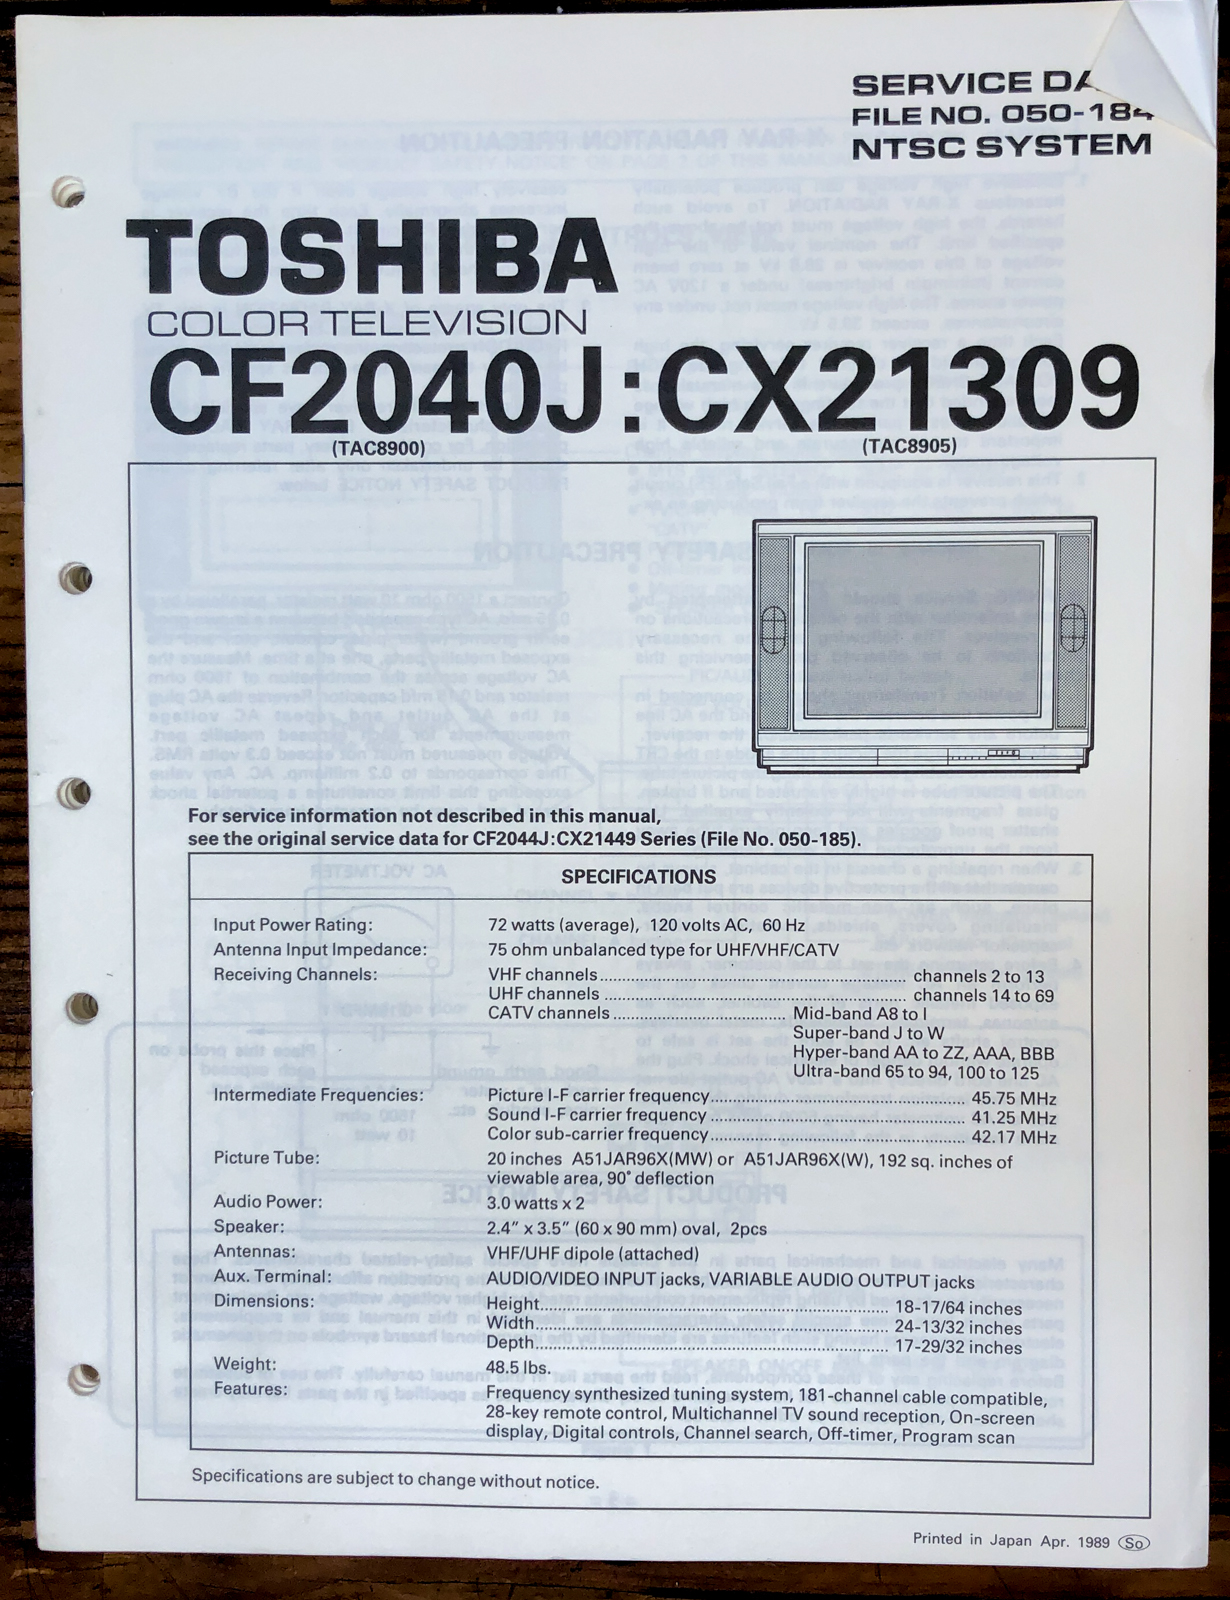 SERVICE DA
FILE NO. 050-184
NTSC SYSTEM
TOSHIBA
COLOR TELEVISION
CF2040J:CX21309
(TAC8900) (TAC8905)
For service information not described in this manual,
see the original service data for CF2044J:CX21449 Series (File No. 050-185).
SPECIFICATIONS
Input Power Rating: 72 watts (average), 120 volts AC, 60 Hz
Antenna Input Impedance: 75 ohm unbalanced type for UHF/VHF/CATV
Receiving Channels: VHF channels........ channels 2 to 13
UHF channels ........ channels 14 to 69
CATV channels ........ Mid-band A8 to I
Super-band J to W
Hyper-band AA to ZZ, AAA, BBB
Ultra-band 65 to 94, 100 to 125
Intermediate Frequencies: Picture I-F carrier frequency........ 45.75 MHz
Sound I-F carrier frequency ........ 41.25 MHz
Color sub-carrier frequency........ 42.17 MHz
Picture Tube: 20 inches A51JAR96X(MW) or A51JAR96X(W), 192 sq. inches of
viewable area, 90° deflection
Audio Power: 3.0 watts x 2
Speaker: 2.4" x 3.5" (60 x 90 mm) oval, 2pcs
Antennas: VHF/UHF dipole (attached)
Aux. Terminal: AUDIO/VIDEO INPUT jacks, VARIABLE AUDIO OUTPUT jacks
Dimensions: Height........ 18-17/64 inches
Width........ 24-13/32 inches
Depth........ 17-29/32 inches
Weight: 48.5 lbs.
Features: Frequency synthesized tuning system, 181-channel cable compatible,
28-key remote control, Multichannel TV sound reception, On-screen
display, Digital controls, Channel search, Off-timer, Program scan
Specifications are subject to change without notice.
Printed in Japan Apr. 1989 So